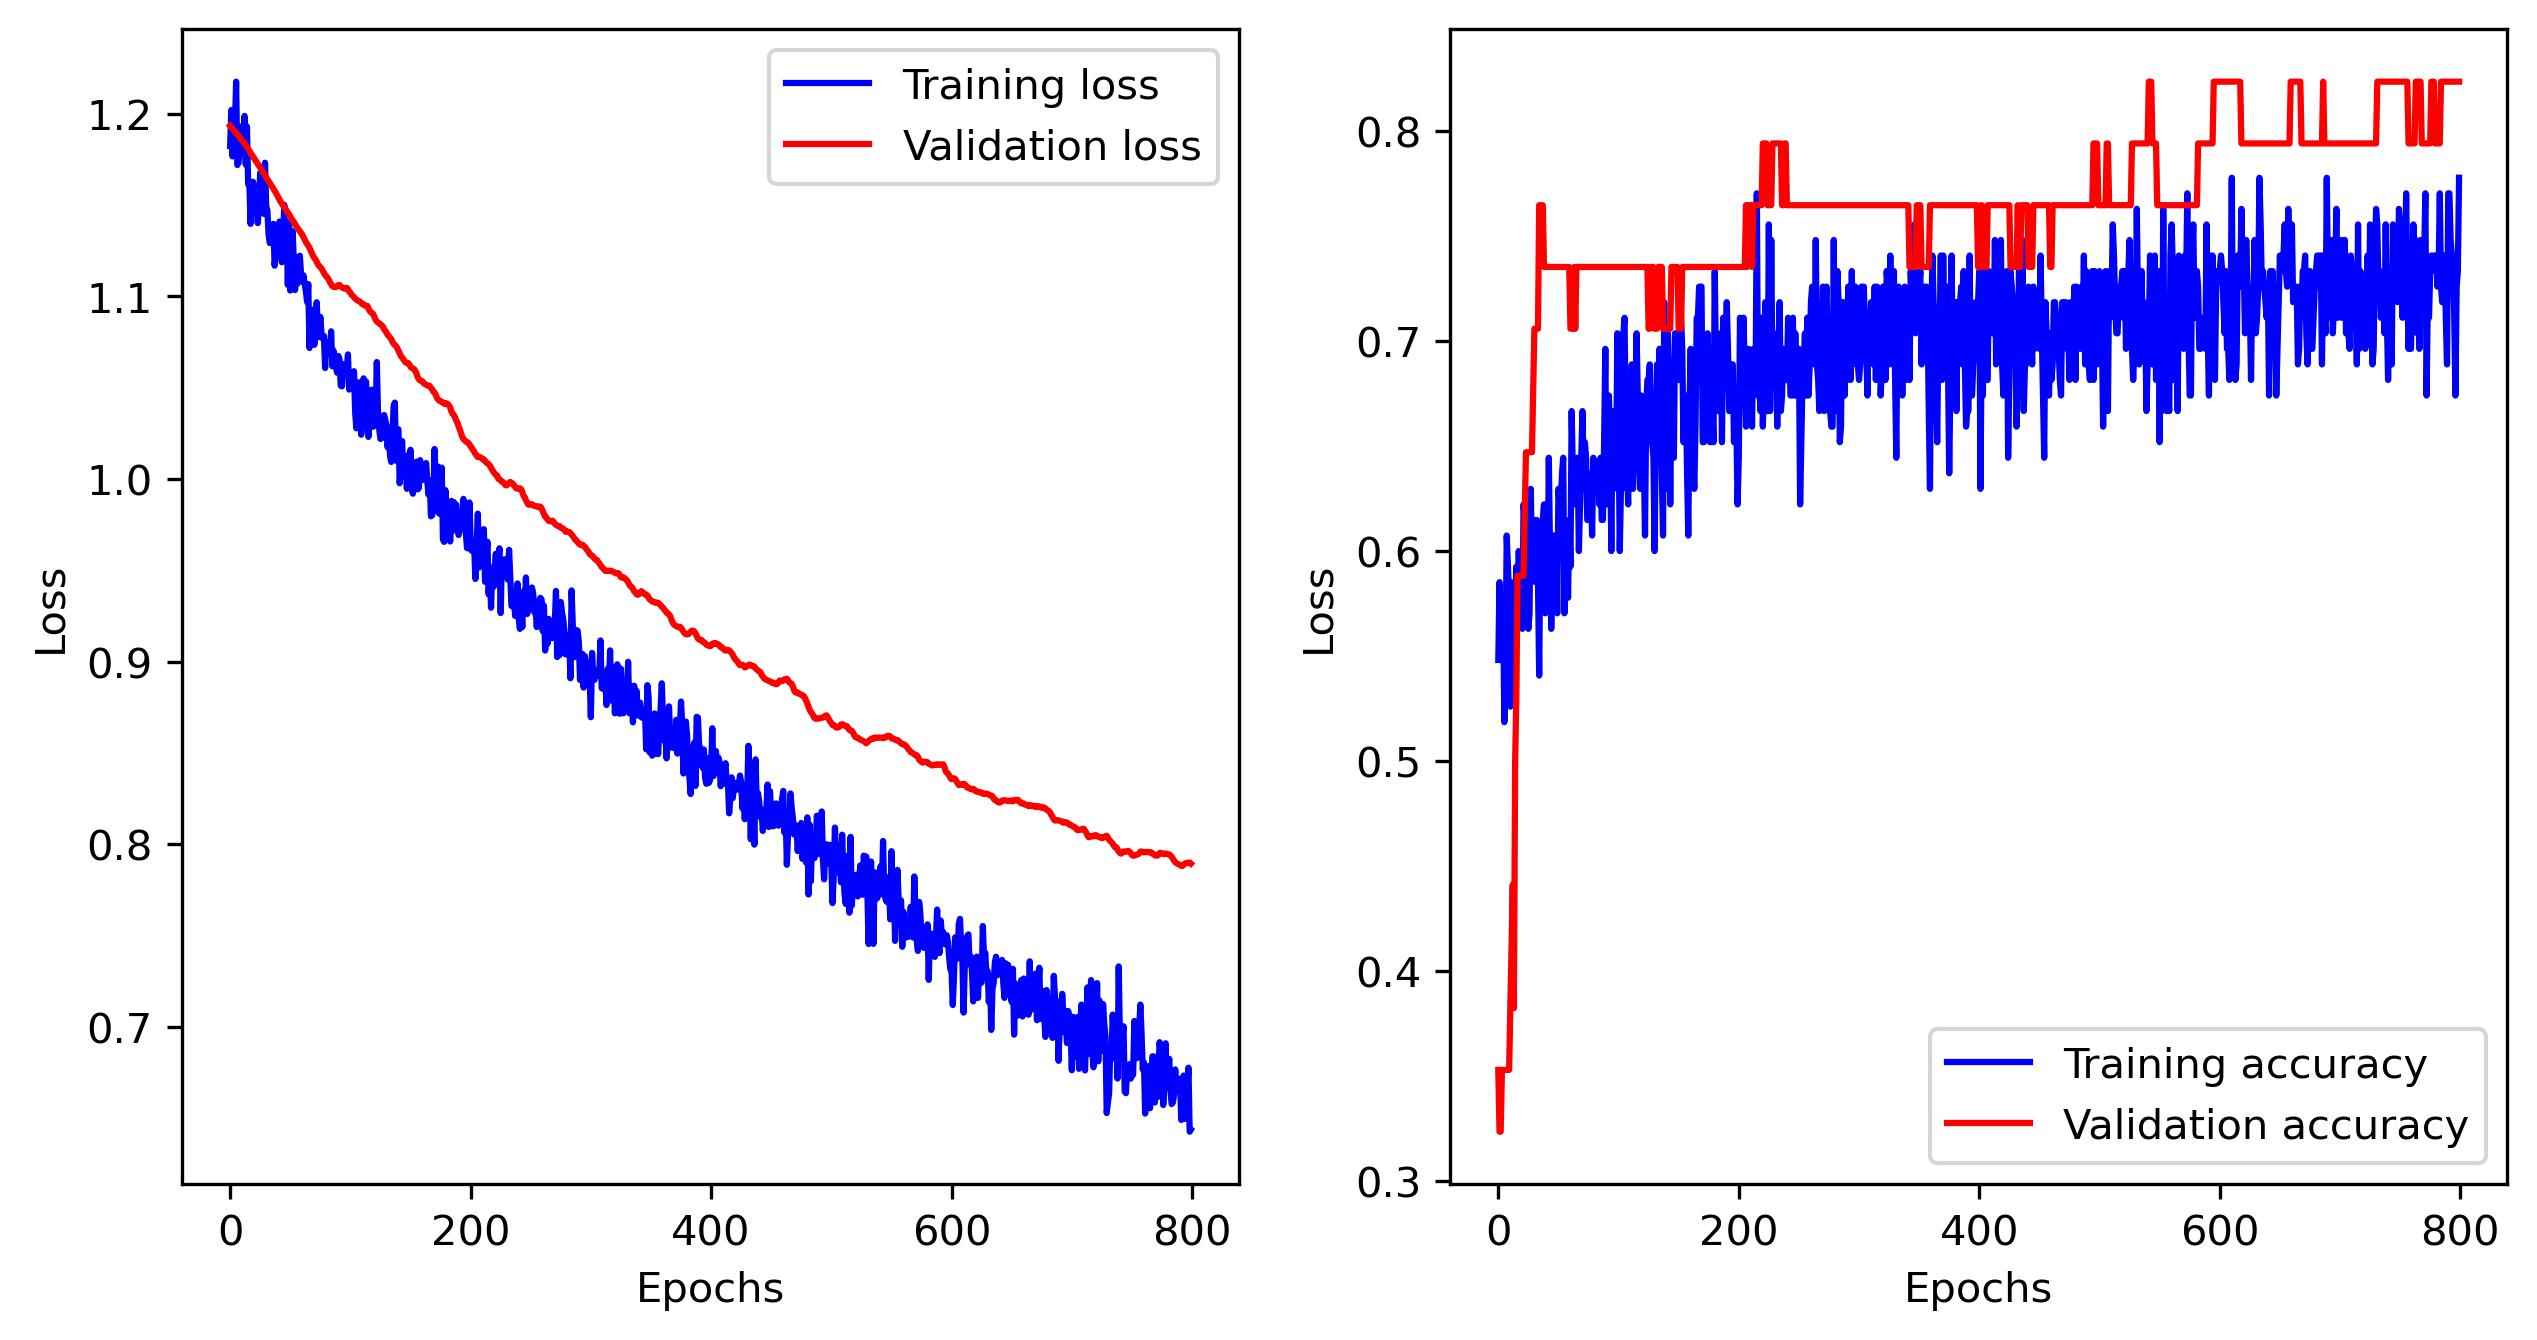 Training loss
Validation loss
1.2
1.1
1.0
0.9
0.8
0.7
Loss
0 200 400 600 800
Epochs
0.8
0.7
0.6
0.5
0.4
0.3
Loss
Training accuracy
Validation accuracy
0 200 400 600 800
Epochs